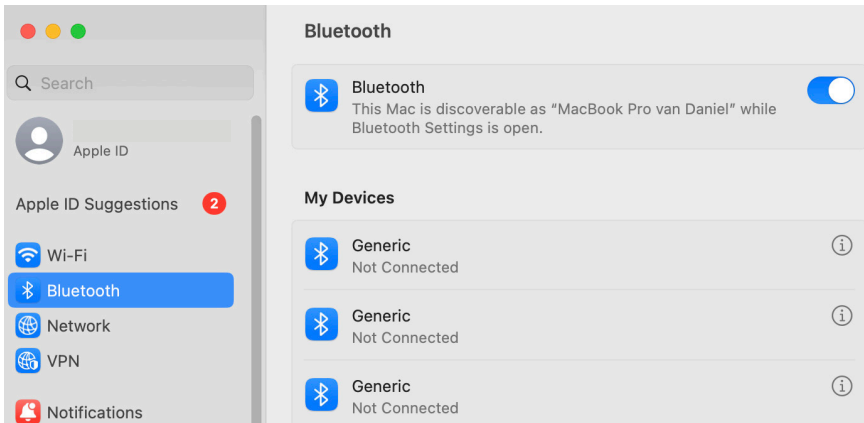 Search
Apple ID
Apple ID Suggestions 2
Wi-Fi
Bluetooth
Network
VPN
Notifications
Bluetooth
Bluetooth
This Mac is discoverable as “MacBook Pro van Daniel” while
Bluetooth Settings is open.
My Devices
Generic
Not Connected
Generic
Not Connected
Generic
Not Connected